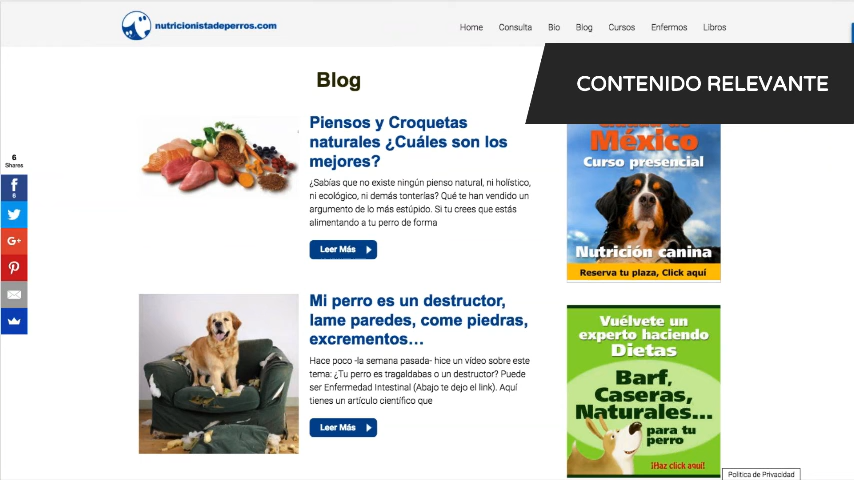 nutricionistadeperros.com
Home Consulta Bio Blog Cursos Enfermos Libros
CONTENIDO RELEVANTE
Blog
Piensos y Croquetas
naturales ¿Cuáles son los
mejores?
¿Sabías que no existe ningún pienso natural, ni holístico,
ni ecológico, ni demás tonterías? Qué te han vendido un
argumento de lo más estúpido. Si tu crees que estás
alimentando a tu perro de forma
Leer Más
6
Shares
6
México
Curso presencial
Nutrición canina
Reserva tu plaza, Click aquí
Mi perro es un destructor,
lame paredes, come piedras,
excrementos...
Hace poco -la semana pasada- hice un vídeo sobre este
tema: ¿Tu perro es tragaldabas o un destructor? Puede
ser Enfermedad Intestinal (Abajo te dejo el link). Aquí
tienes un artículo científico que
Leer Más
Vuélvete un
experto haciendo
Dietas
Barf,
Caseras,
Naturales...
para tu
perro
¡Haz click aquí!
Politica de Privacidad